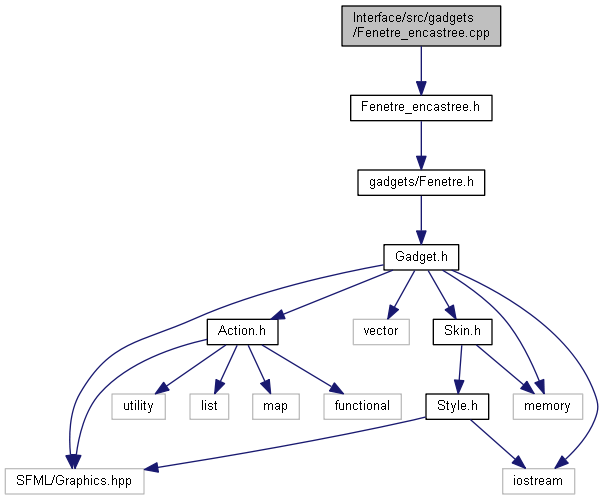 Interface/src/gadgets
/Fenetre_encastree.cpp
Fenetre_encastree.h
gadgets/Fenetre.h
Gadget.h
Action.h
vector
Skin.h
utility
list
map
functional
Style.h
memory
SFML/Graphics.hpp
iostream